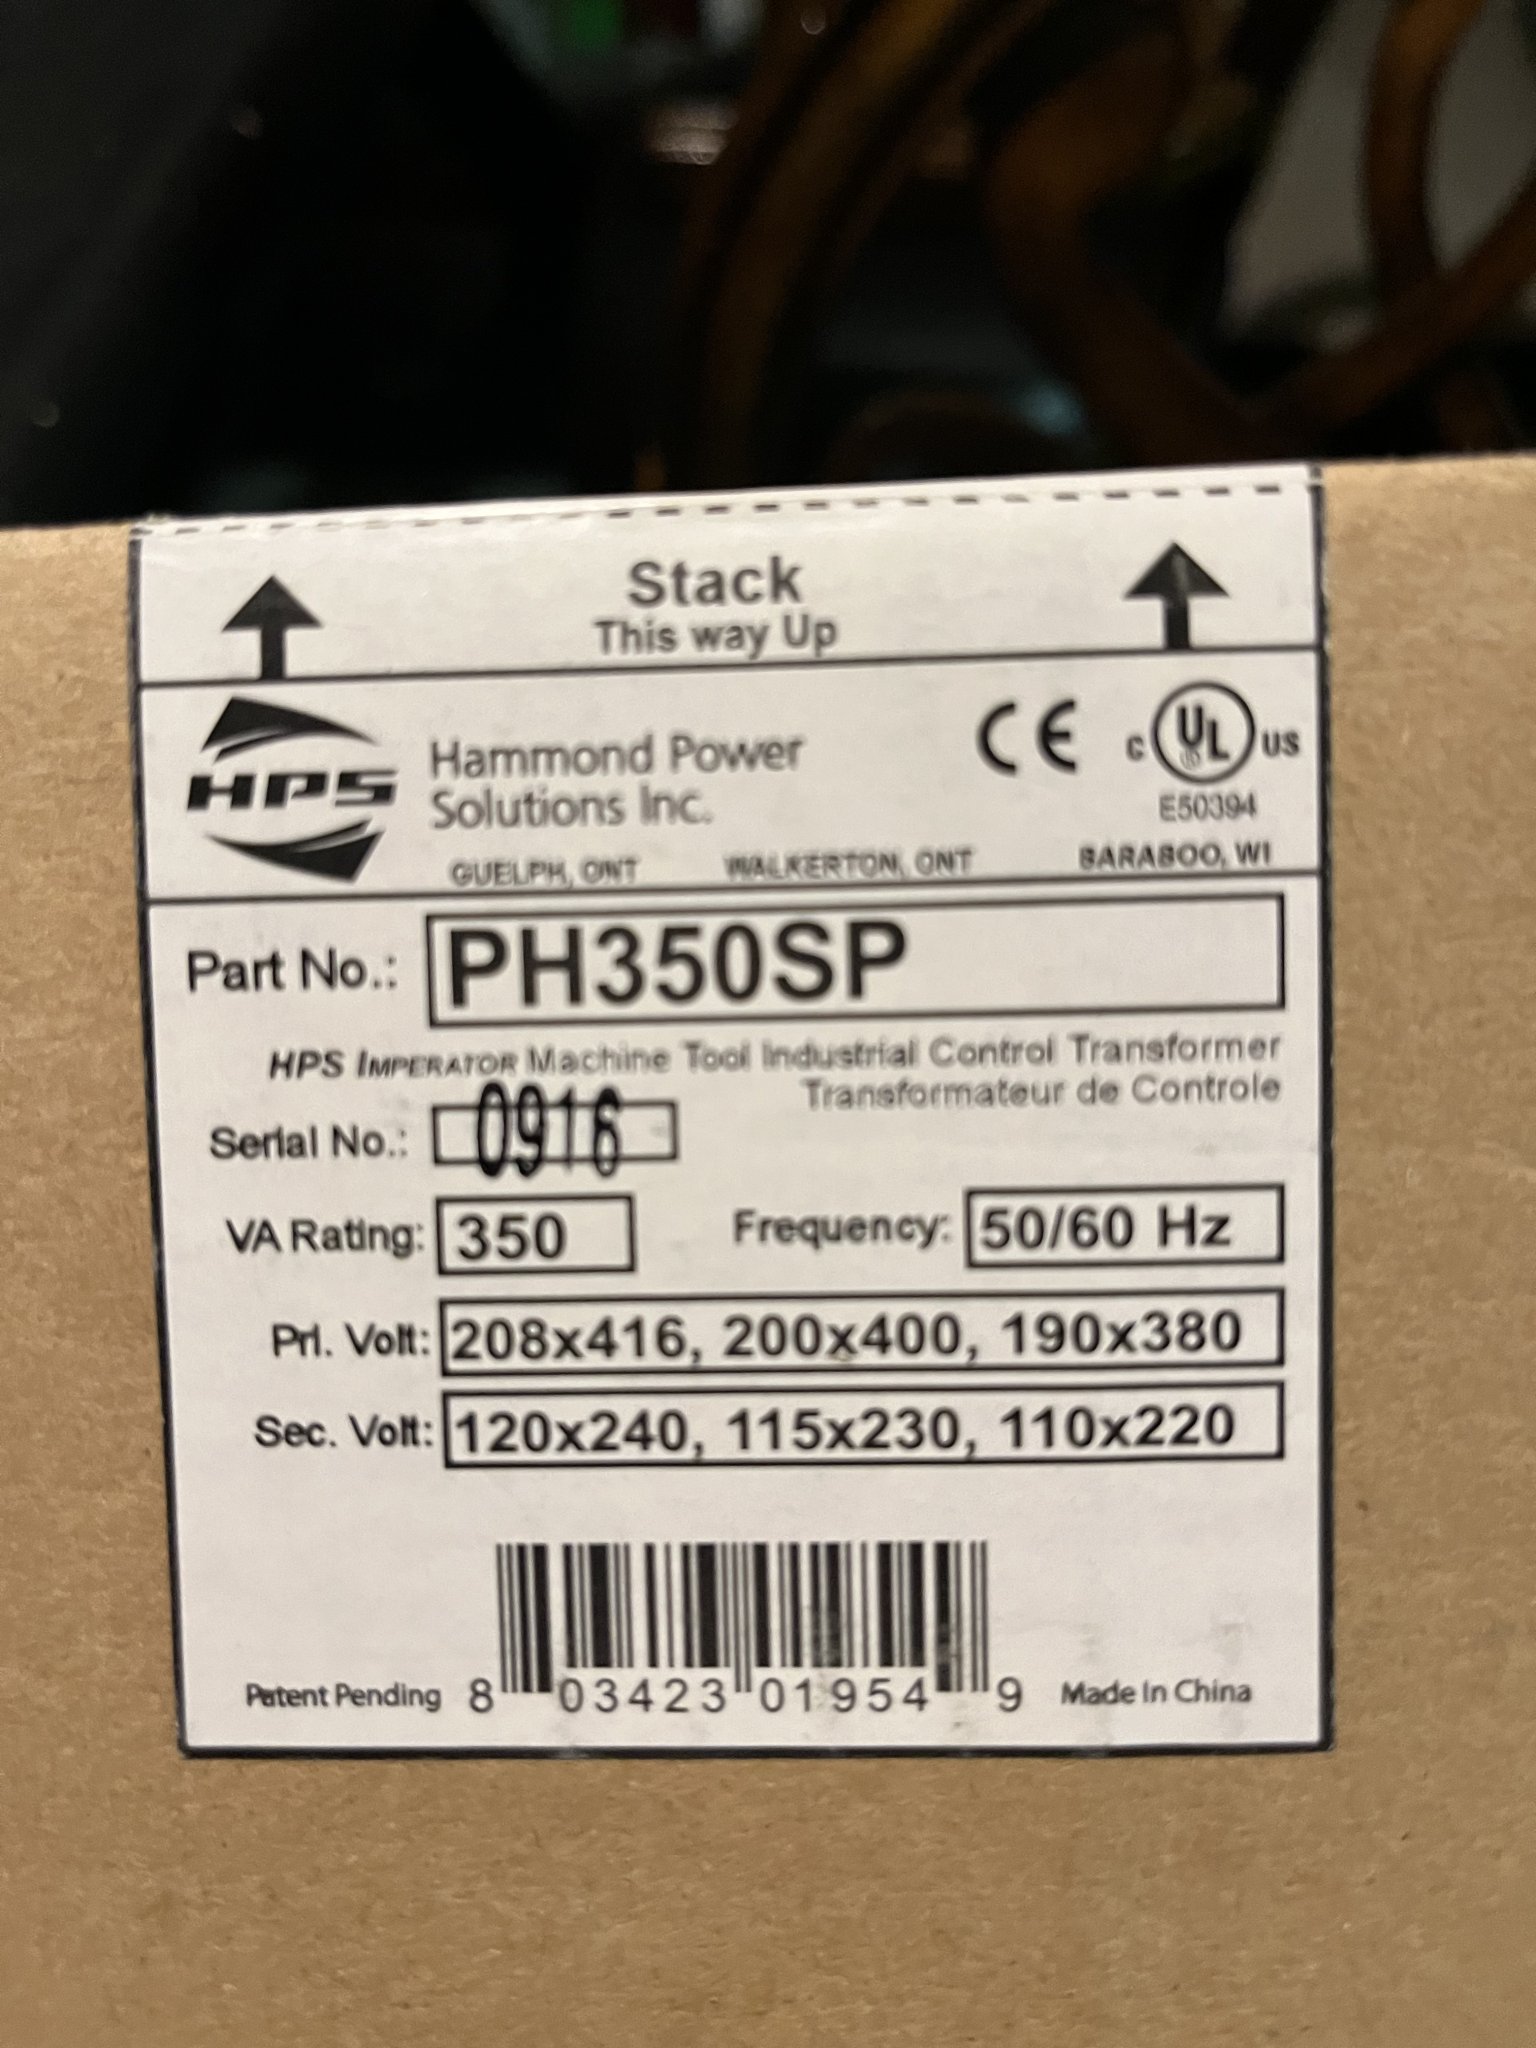 Stack
This way Up
HPS
Hammond Power
Solutions Inc.
CE
C UL US
®
E50394
GUELPH, ONT WALKERTON, ONT BARABOO, WI
Part No.: PH350SP
HPS IMPERATOR Machine Tool Industrial Control Transformer
Transformateur de Controle
Serial No.: 0916
VA Rating: 350 Frequency: 50/60 Hz
Pri. Volt: 208x416, 200x400, 190x380
Sec. Volt: 120x240, 115x230, 110x220
Patent Pending 8 03423 01954 9 Made In China